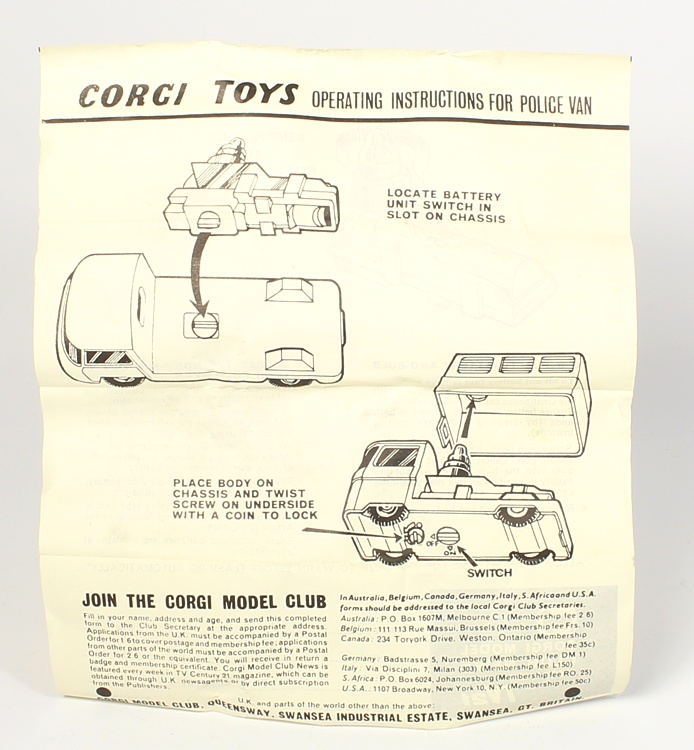 CORGI TOYS OPERATING INSTRUCTIONS FOR POLICE VAN
LOCATE BATTERY
UNIT SWITCH IN
SLOT ON CHASSIS
PLACE BODY ON
CHASSIS AND TWIST
SCREW ON UNDERSIDE
WITH A COIN TO LOCK
OFF
ON
SWITCH
JOIN THE CORGI MODEL CLUB
Fill in your name, address and age, and send this completed
form to the Club Secretary at the appropriate address.
Applications from the U.K. must be accompanied by a Postal
Order for 1 6 to cover postage and membership fee; applications
from other parts of the world must be accompanied by a Postal
Order for 2.6 or the equivalent. You will receive in return a
badge and membership certificate. Corgi Model Club News is
featured every week in TV Century 21 magazine, which can be
obtained through U.K. newsagents or by direct subscription
from the Publishers.
In Australia, Belgium, Canada, Germany, Italy, S. Africa and U.S.A.
forms should be addressed to the local Corgi Club Secretaries.
Australia: P.O. Box 1607M, Melbourne C.1 (Membership fee 2 6)
Belgium: 111 113 Rue Massui, Brussels (Membership fee Frs. 10)
Canada: 234 Toryork Drive, Weston, Ontario (Membership
fee 35c)
Germany: Badstrasse 5, Nuremberg (Membership fee DM 1)
Italy: Via Disciplini 7, Milan (303) (Membership fee L150)
S. Africa: P.O. Box 6024, Johannesburg (Membership fee RO. 25)
U.S.A.: 1107 Broadway, New York 10, N.Y. (Membership fee 50c)
U.K. and parts of the world other than the above:
CORGI MODEL CLUB, QUEENSWAY, SWANSEA INDUSTRIAL ESTATE, SWANSEA, GT. BRITAIN